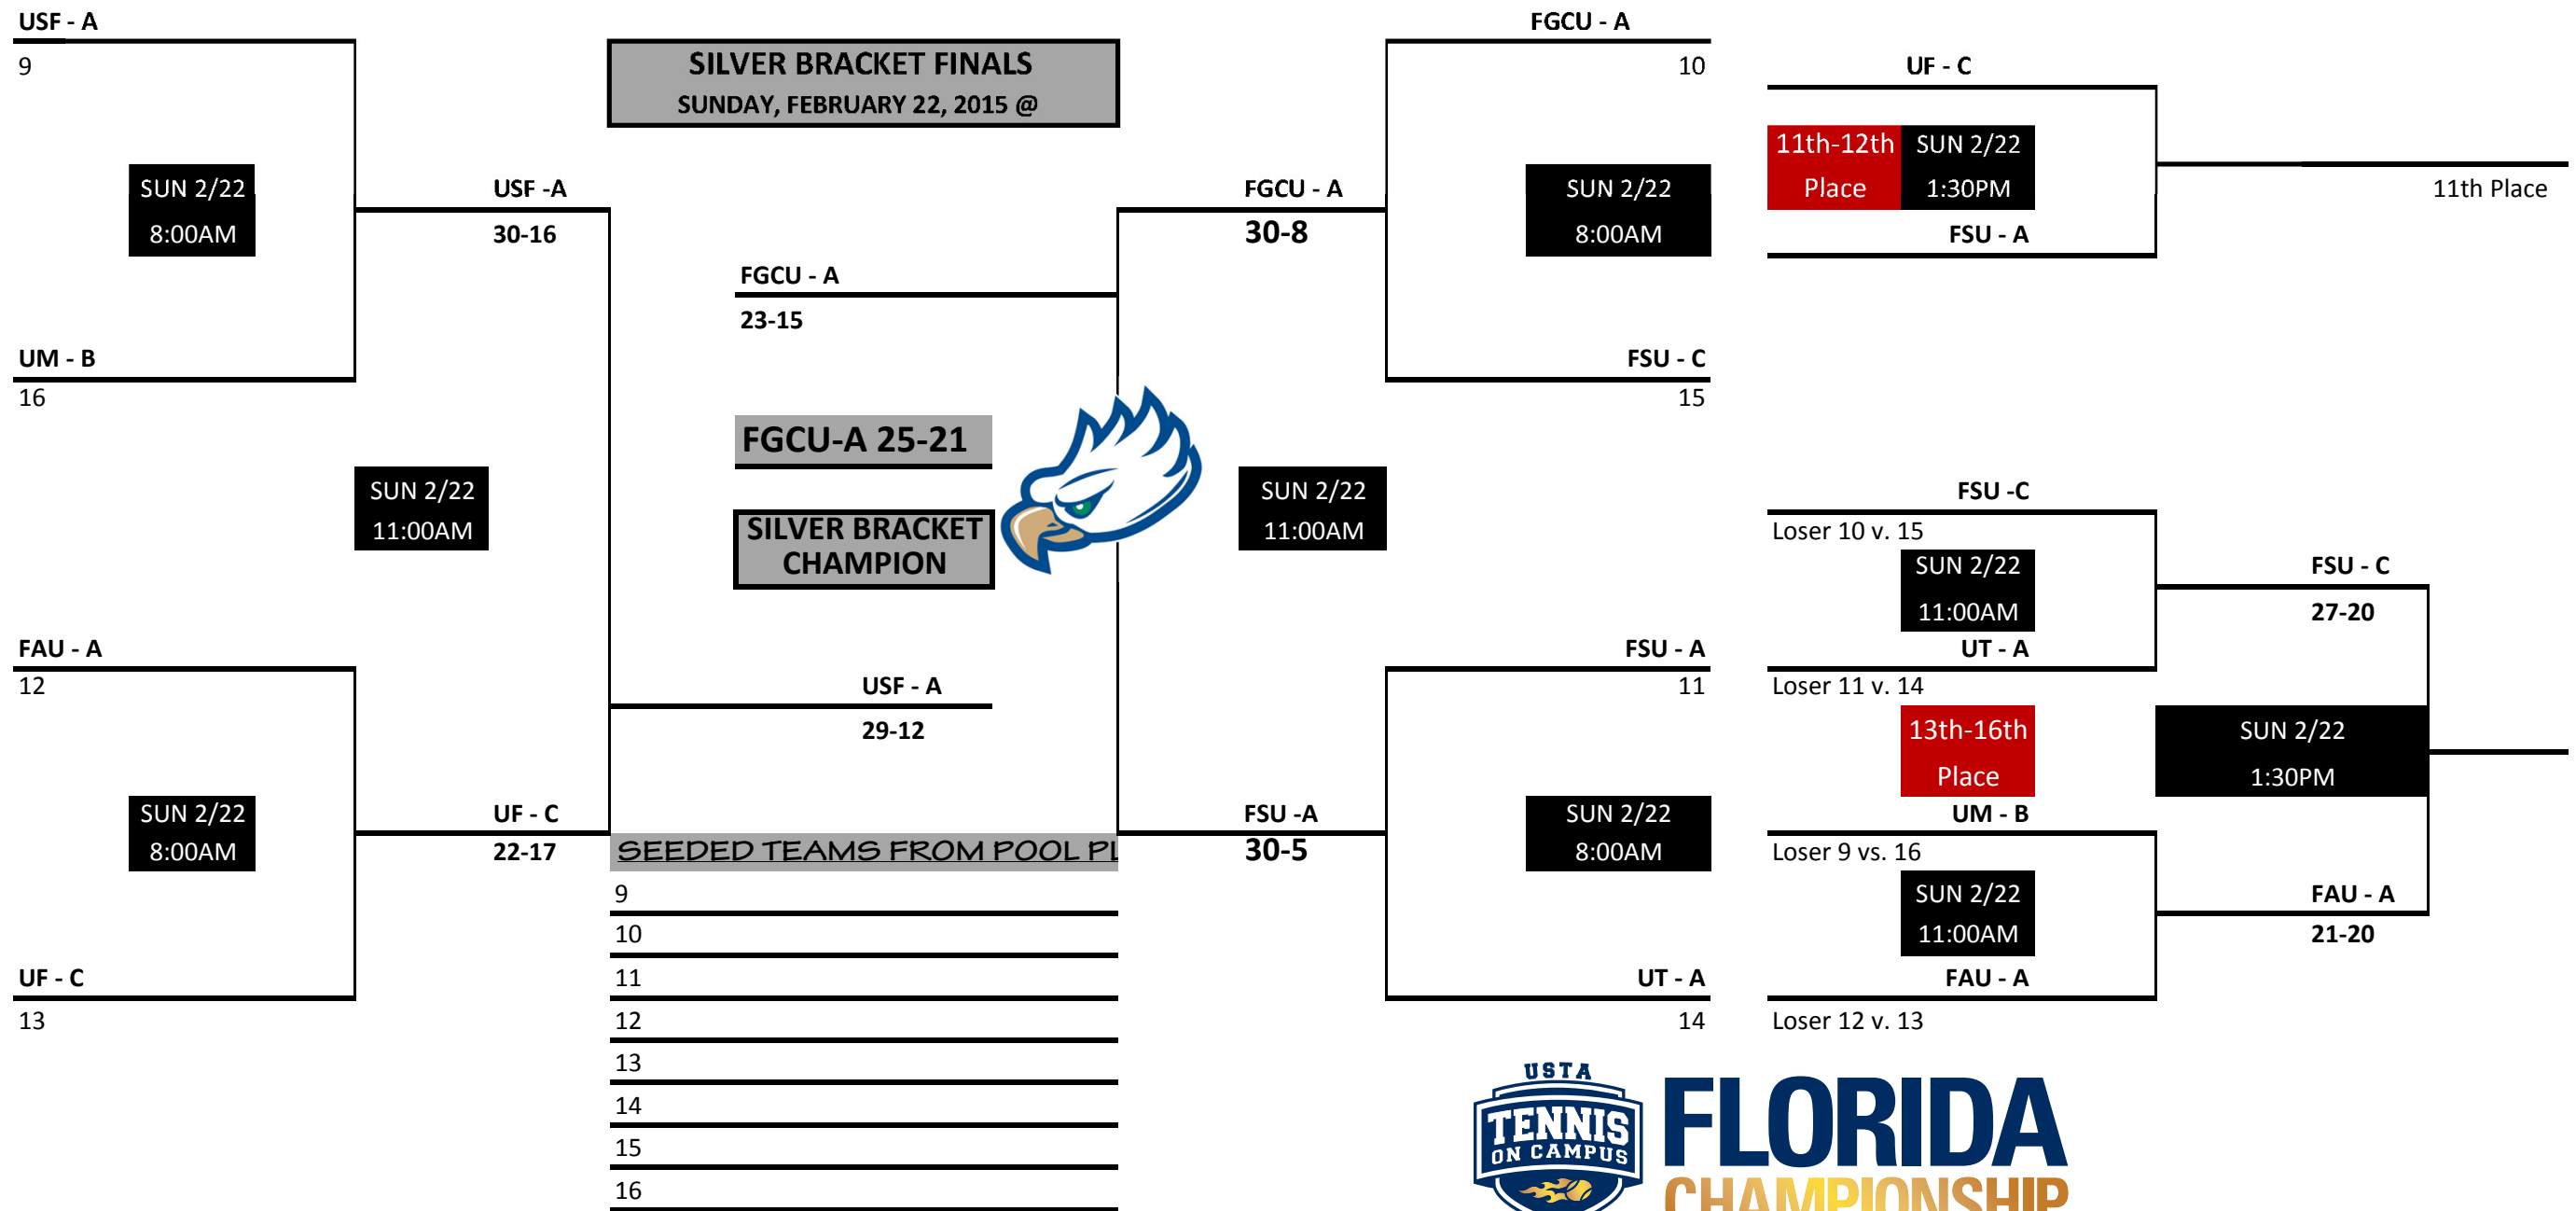 USF - A
9
SUN 2/22
8:00AM
UM - B
16
USF -A
30-16
SUN 2/22
11:00AM
FAU - A
12
SUN 2/22
8:00AM
UF - C
13
UF - C
22-17
SILVER BRACKET FINALS
SUNDAY, FEBRUARY 22, 2015 @
FGCU - A
23-15
FGCU-A 25-21
SILVER BRACKET
CHAMPION
USF - A
29-12
SEEDED TEAMS FROM POOL PL
9
10
11
12
13
14
15
16
FGCU - A
30-8
SUN 2/22
11:00AM
FSU -A
30-5
FGCU - A
10
SUN 2/22
8:00AM
FSU - C
15
FSU - A
11
SUN 2/22
8:00AM
UT - A
14
UF - C
11th-12th
Place
SUN 2/22
1:30PM
FSU - A
11th Place
FSU -C
Loser 10 v. 15
SUN 2/22
11:00AM
UT - A
Loser 11 v. 14
FSU - C
27-20
13th-16th
Place
SUN 2/22
1:30PM
UM - B
Loser 9 vs. 16
SUN 2/22
11:00AM
FAU - A
Loser 12 v. 13
FAU - A
21-20
USTA
TENNIS
ON CAMPUS
FLORIDA
CHAMPIONSHIP